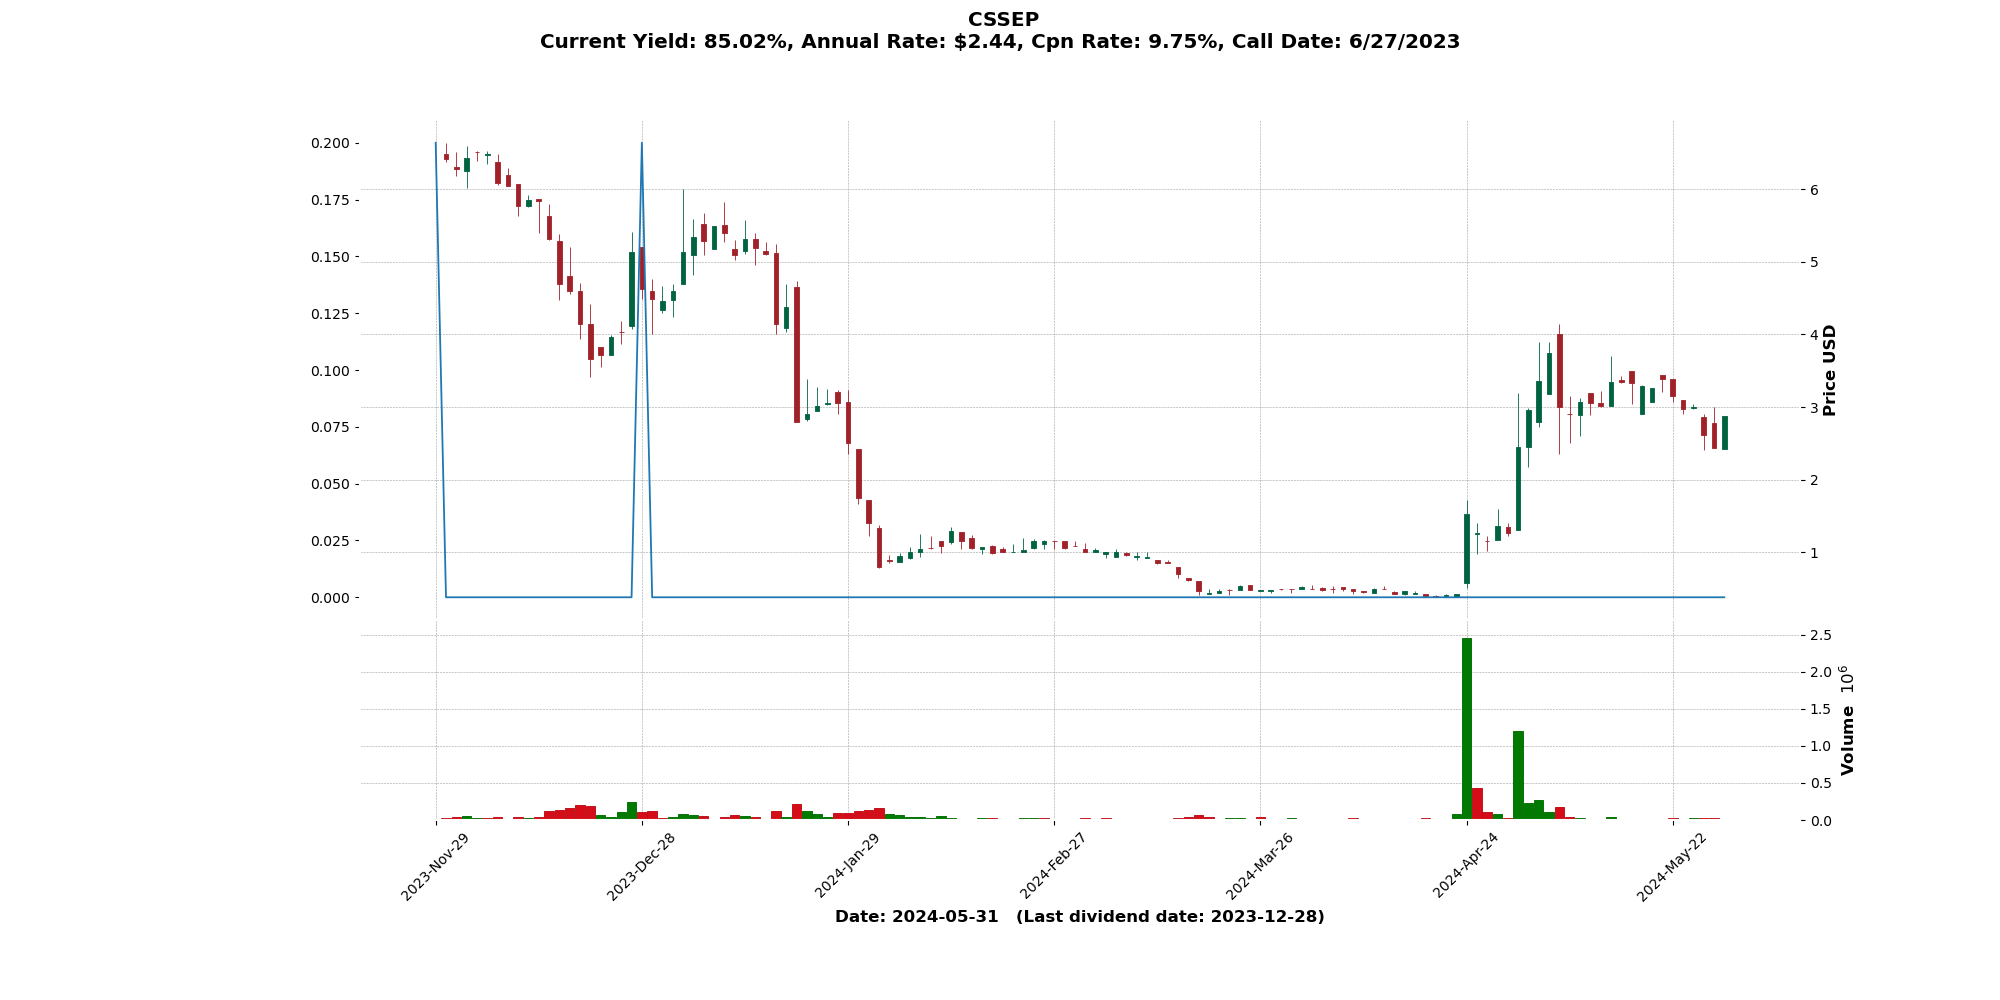 CSSEP
Current Yield: 85.02%, Annual Rate: $2.44, Cpn Rate: 9.75%, Call Date: 6/27/2023
0.200
0.175
0.150
0.125
0.100
0.075
0.050
0.025
0.000
6
5
4
3
2
1
Price USD
2.5
2.0
1.5
1.0
0.5
0.0
Volume 10^6
2023-Nov-29
2023-Dec-28
2024-Jan-29
2024-Feb-27
2024-Mar-26
2024-Apr-24
2024-May-22
Date: 2024-05-31 (Last dividend date: 2023-12-28)